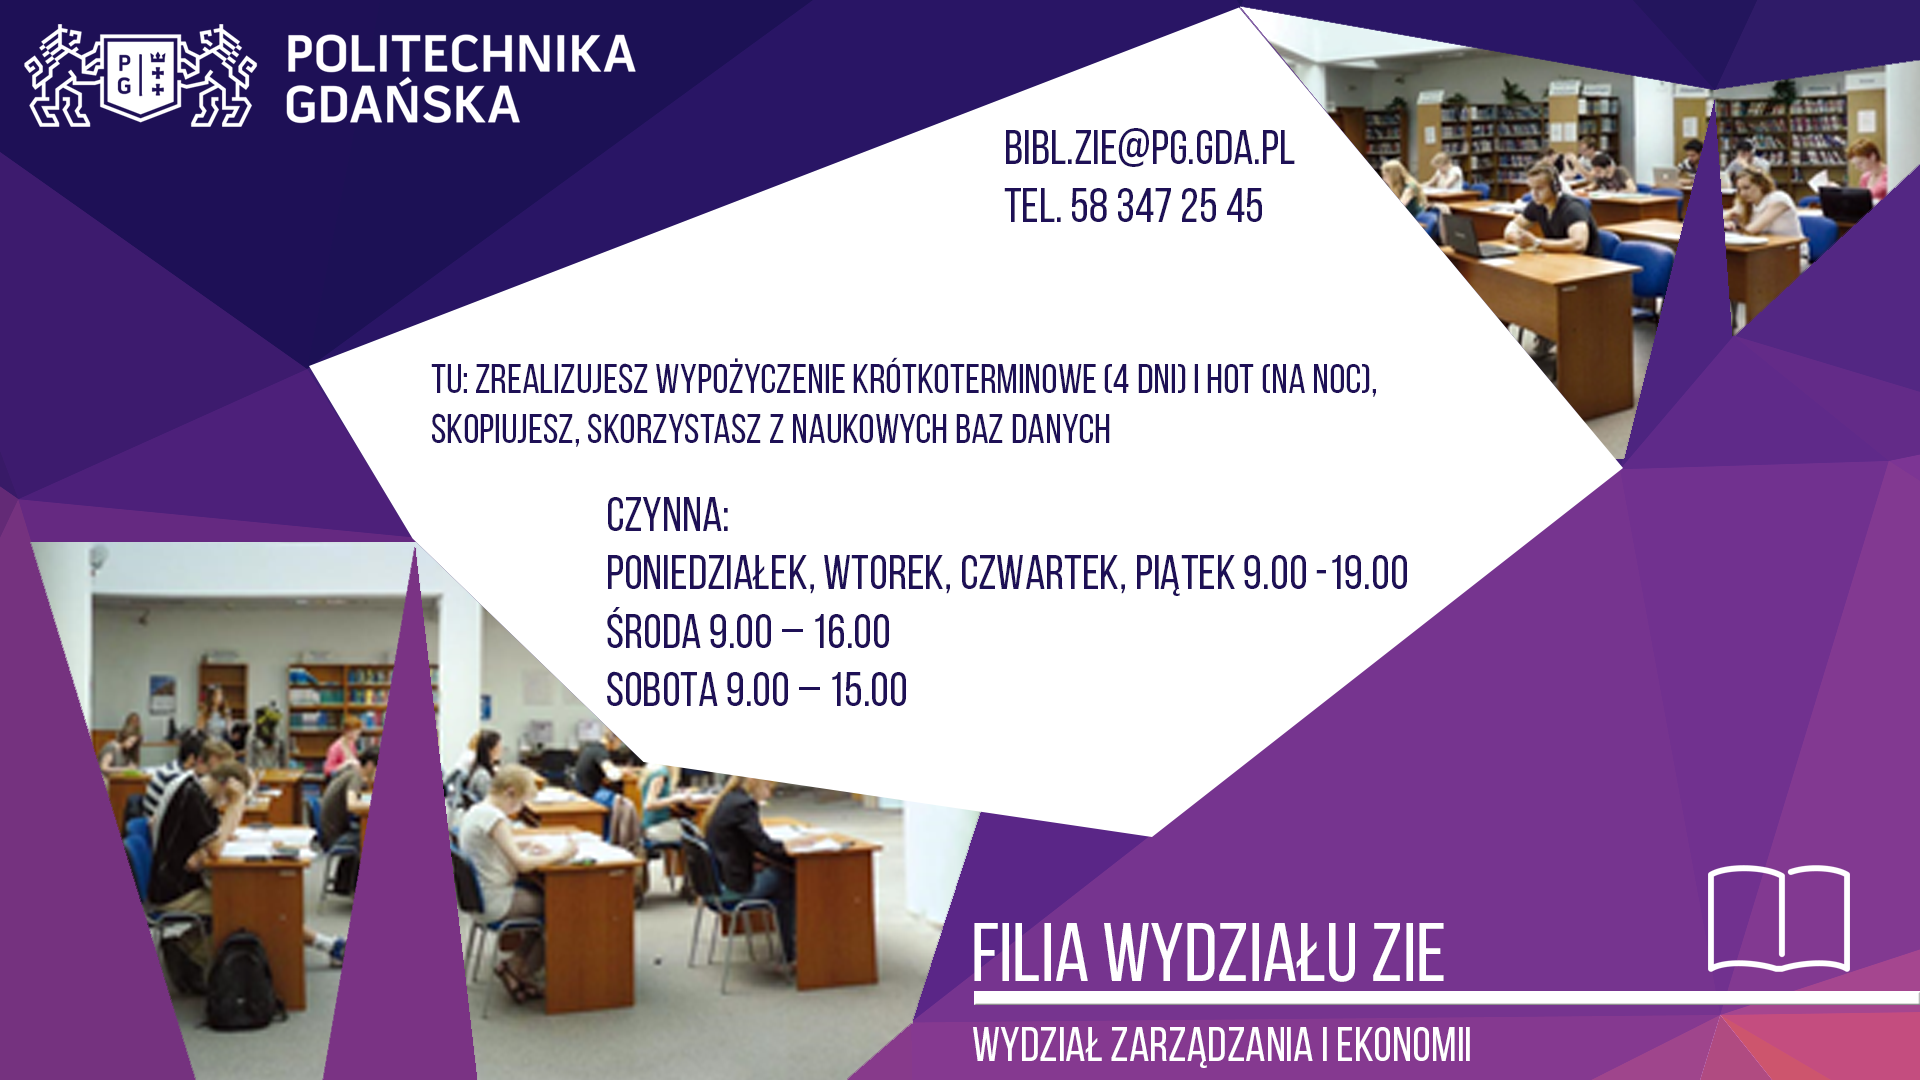 POLITECHNIKA
GDAŃSKA
P G
BIBL.ZIE@PG.GDA.PL
TEL. 58 347 25 45
TU: ZREALIZUJESZ WYPOŻYCZENIE KRÓTKOTERMINOWE (4 DNI) I HOT (NA NOC),
SKOPIUJESZ, SKORZYSTASZ Z NAUKOWYCH BAZ DANYCH
CZYNNA:
PONIEDZIAŁEK, WTOREK, CZWARTEK, PIĄTEK 9.00 -19.00
ŚRODA 9.00 – 16.00
SOBOTA 9.00 – 15.00
FILIA WYDZIAŁU ZIE
WYDZIAŁ ZARZĄDZANIA I EKONOMII